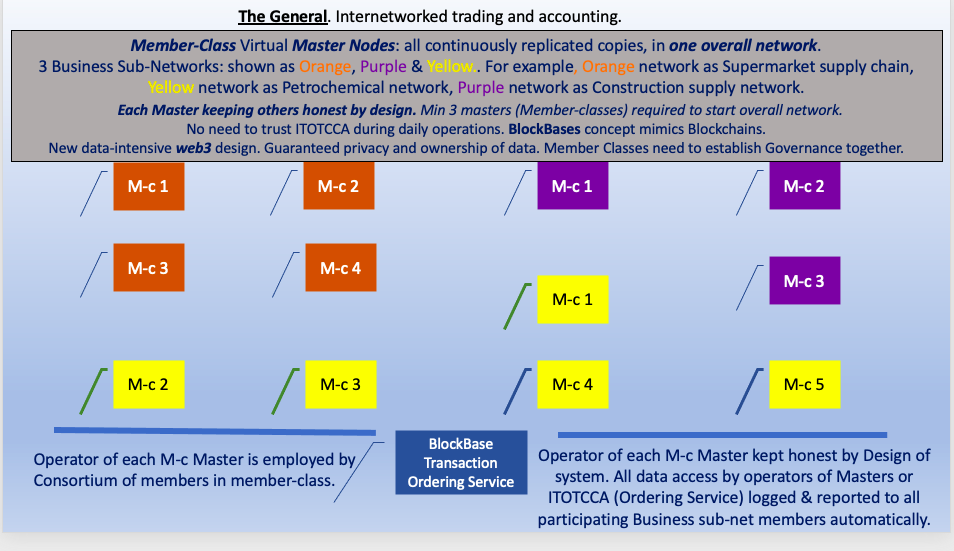 The General. Internetworked trading and accounting.
Member-Class Virtual Master Nodes: all continuously replicated copies, in one overall network.
3 Business Sub-Networks: shown as Orange, Purple & Yellow.. For example, Orange network as Supermarket supply chain,
Yellow network as Petrochemical network, Purple network as Construction supply network.
Each Master keeping others honest by design. Min 3 masters (Member-classes) required to start overall network.
No need to trust ITOTCCA during daily operations. BlockBases concept mimics Blockchains.
New data-intensive web3 design. Guaranteed privacy and ownership of data. Member Classes need to establish Governance together.
M-c 1
M-c 2
M-c 1
M-c 2
M-c 3
M-c 4
M-c 3
M-c 1
M-c 2
M-c 3
M-c 4
M-c 5
Operator of each M-c Master is employed by
Consortium of members in member-class.
BlockBase
Transaction
Ordering Service
Operator of each M-c Master kept honest by Design of
system. All data access by operators of Masters or
ITOTCCA (Ordering Service) logged & reported to all
participating Business sub-net members automatically.